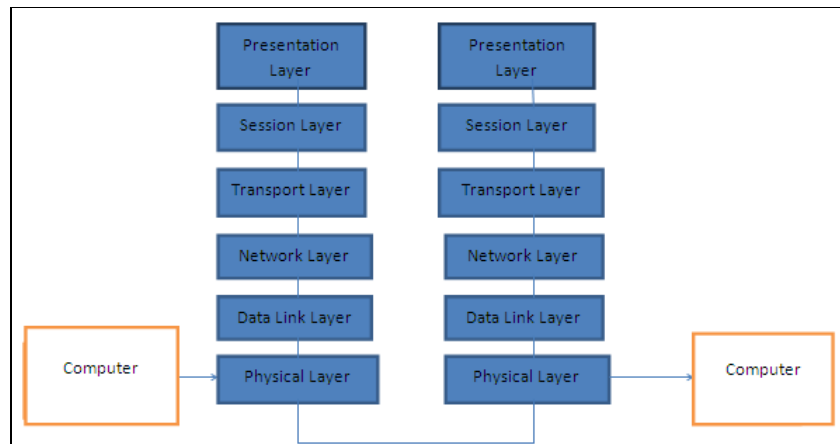 Presentation
Layer
Session Layer
Transport Layer
Network Layer
Data Link Layer
Physical Layer
Computer
Presentation
Layer
Session Layer
Transport Layer
Network Layer
Data Link Layer
Physical Layer
Computer